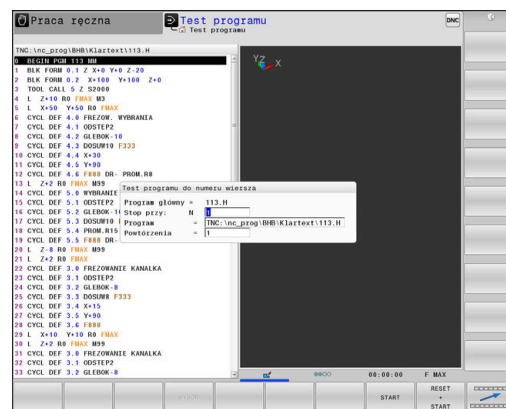 Praca ręczna
Test programu
Test programu
DNC
TNC:\nc_prog\BHB\Klartext\113.H
0 BEGIN PGM 113 MM
1 BLK FORM 0.1 Z X+0 Y+0 Z-20
2 BLK FORM 0.2 X+100 Y+100 Z+0
3 TOOL CALL 5 Z S2000
4 L Z+10 R0 FMAX M3
5 L X+50 Y+50 R0 FMAX
6 CYCL DEF 4.0 FREZOW. WYBRANIA
7 CYCL DEF 4.1 ODSTEP2
8 CYCL DEF 4.2 GLEBOK-10
9 CYCL DEF 4.3 DOSUW10 F333
10 CYCL DEF 4.4 X+30
11 CYCL DEF 4.5 Y+90
12 CYCL DEF 4.6 F888 DR- PROM.R8
13 L Z+2 R0 FMAX M99
14 CYCL DEF 5.0 WYBRANIE
15 CYCL DEF 5.1 ODSTEP2
16 CYCL DEF 5.2 GLEBOK-1
17 CYCL DEF 5.3 DOSUW10
18 CYCL DEF 5.4 PROM.R15
19 CYCL DEF 5.5 F888 DR-
20 L Z-8 R0 FMAX M99
21 L Z+2 R0 FMAX
22 CYCL DEF 3.0 FREZOWANIE KANALKA
23 CYCL DEF 3.1 ODSTEP2
24 CYCL DEF 3.2 GLEBOK-8
25 CYCL DEF 3.3 DOSUW8 F333
26 CYCL DEF 3.4 X+15
27 CYCL DEF 3.5 Y+90
28 CYCL DEF 3.6 F888
29 L X+10 Y+10 R0 FMAX
30 L Z+2 R0 FMAX M99
31 CYCL DEF 3.0 FREZOWANIE KANALKA
32 CYCL DEF 3.1 ODSTEP2
33 CYCL DEF 3.2 GLEBOK-8
YZ X
Test programu do numeru wiersza
Program główny = 113.H
Stop przy: N 1
Program = TNC:\nc_prog\BHB\Klartext\113.H
Powtórzenia = 1
00:00:00 F MAX
START
RESET
+
START